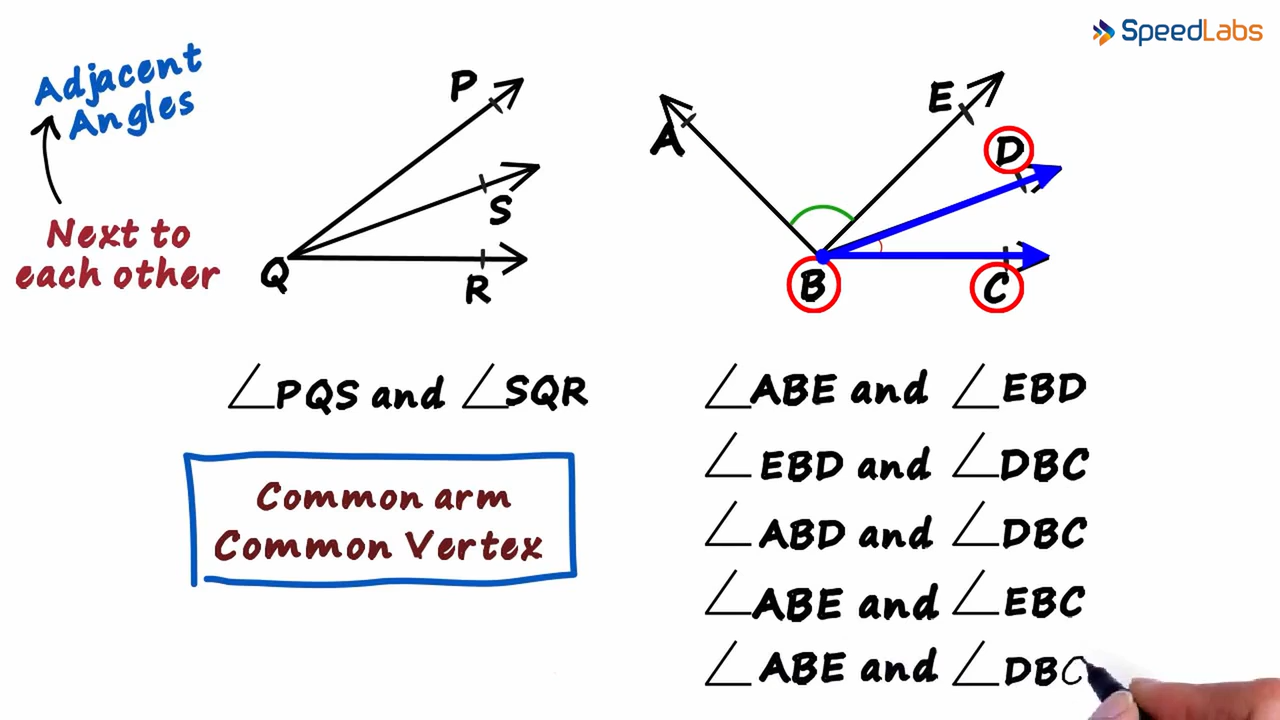 SpeedLabs
Adjacent
Angles
Next to
each other
P
S
Q
R
A
E
D
B
C
∠PQS and ∠SQR
Common arm
Common Vertex
∠ABE and ∠EBD
∠EBD and ∠DBC
∠ABD and ∠DBC
∠ABE and ∠EBC
∠ABE and ∠DBC